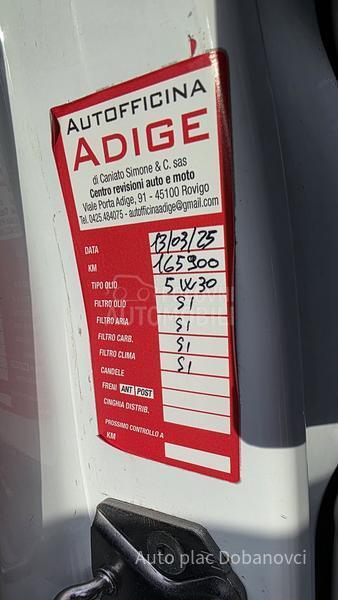 AUTOFFICINA
ADIGE
di Caniato Simone & C. sas
Centro revisioni auto e moto
Viale Porta Adige, 91 - 45100 Rovigo
Tel. 0425.484075 - autofficinaadige@gmail.com
DATA 13/03/25
KM 165900
TIPO OLIO 5W30
FILTRO OLIO SI
FILTRO ARIA SI
FILTRO CARB. SI
FILTRO CLIMA SI
CANDELE
FRENI ANT POST
CINGHIA DISTRIB.
PROSSIMO CONTROLLO A
KM
AUTOMOBILI
Auto plac Dobanovci